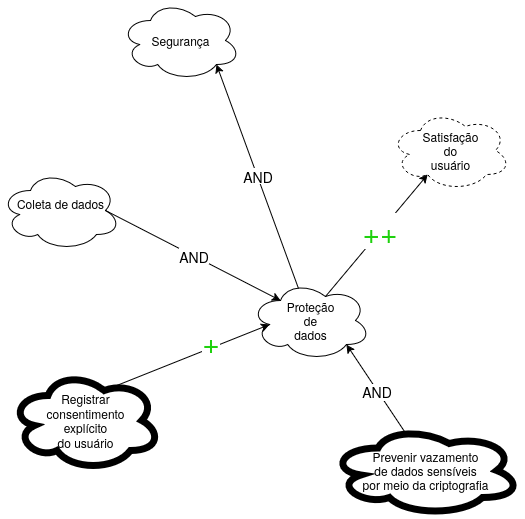 Segurança
Satisfação
do
usuário
AND
Coleta de dados
++
AND
Proteção
de
dados
+
AND
Registrar
consentimento
explícito
do usuário
Prevenir vazamento
de dados sensíveis
por meio da criptografia